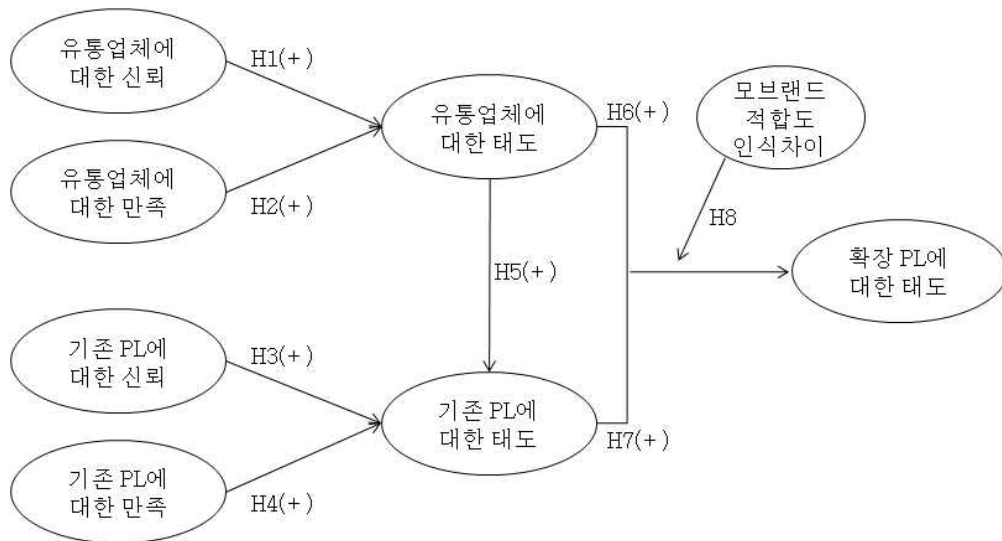 유통업체에
대한 신뢰
H1(+)
유통업체에
대한 만족
H2(+)
유통업체에
대한 태도
H6(+)
모브랜드
적합도
인식차이
H8
H5(+)
확장 PL에
대한 태도
기존 PL에
대한 신뢰
H3(+)
기존 PL에
대한 만족
H4(+)
기존 PL에
대한 태도
H7(+)